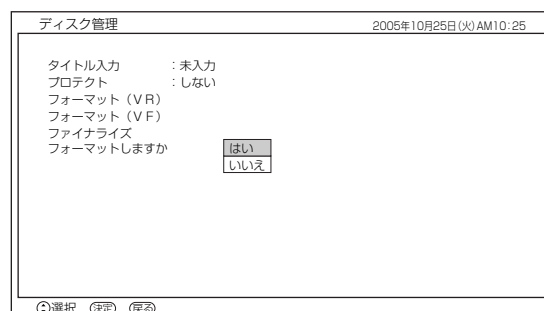 ディスク管理 2005年10月25日(火)AM10:25
タイトル入力 :未入力
プロテクト :しない
フォーマット(VR)
フォーマット(VF)
ファイナライズ
フォーマットしますか はい
いいえ
選択 決定 戻る